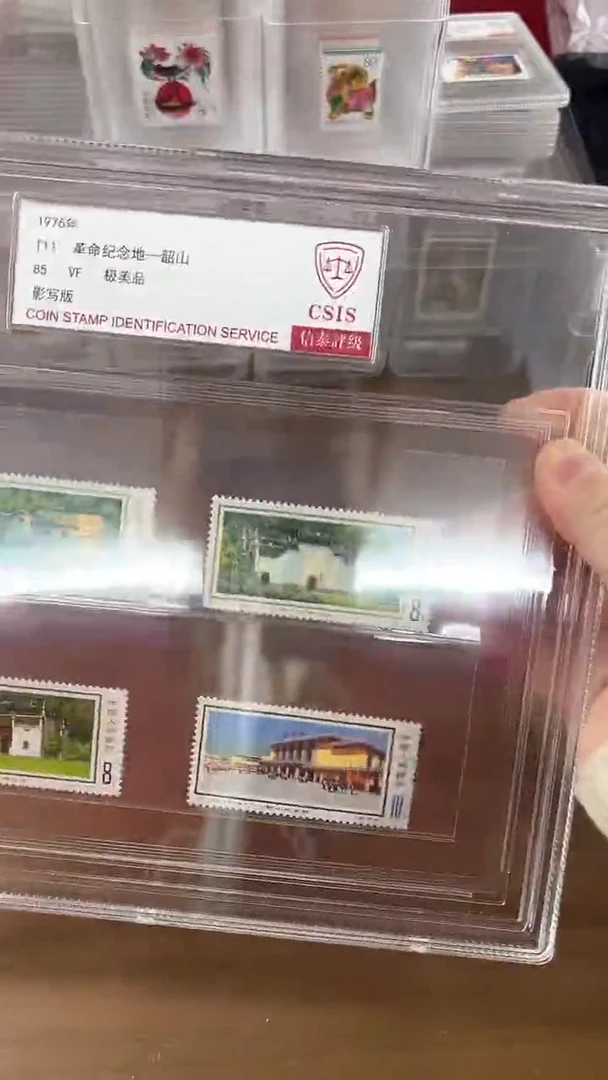 80
1976年
T11 革命纪念地—韶山
85 VF 极美品
影写版
COIN STAMP IDENTIFICATION SERVICE
CSIS
信泰评级
8
8